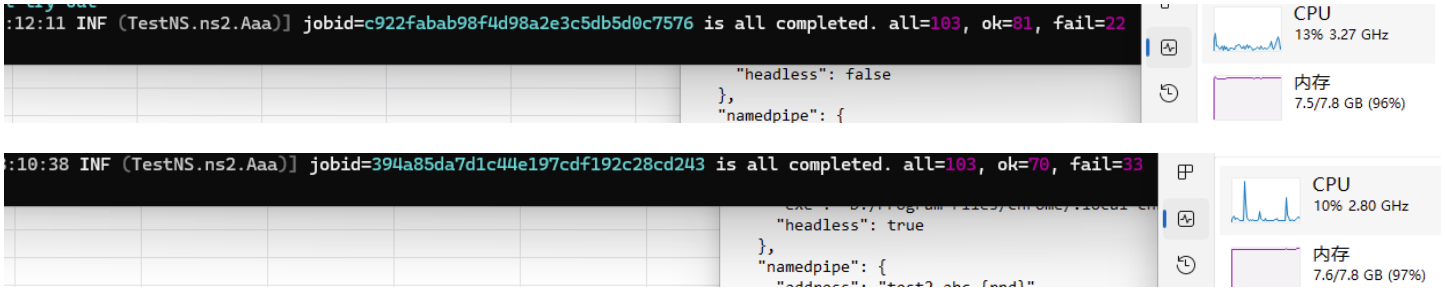 :12:11 INF (TestNS.ns2.Aaa)] jobid=c922fabab98f4d98a2e3c5db5d0c7576 is all completed. all=103, ok=81, fail=22
CPU
13% 3.27 GHz
"headless": false
},
"namedpipe": {
内存
7.5/7.8 GB (96%)
:10:38 INF (TestNS.ns2.Aaa)] jobid=394a85da7d1c44e197cdf192c28cd243 is all completed. all=103, ok=70, fail=33
CPU
10% 2.80 GHz
"headless": true
},
"namedpipe": {
内存
7.6/7.8 GB (97%)